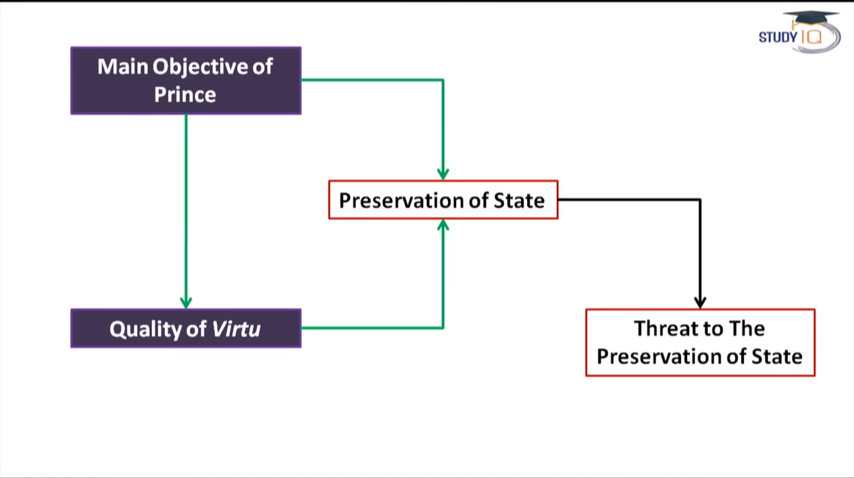 STUDY IQ
Main Objective of
Prince
Preservation of State
Quality of Virtu
Threat to The
Preservation of State